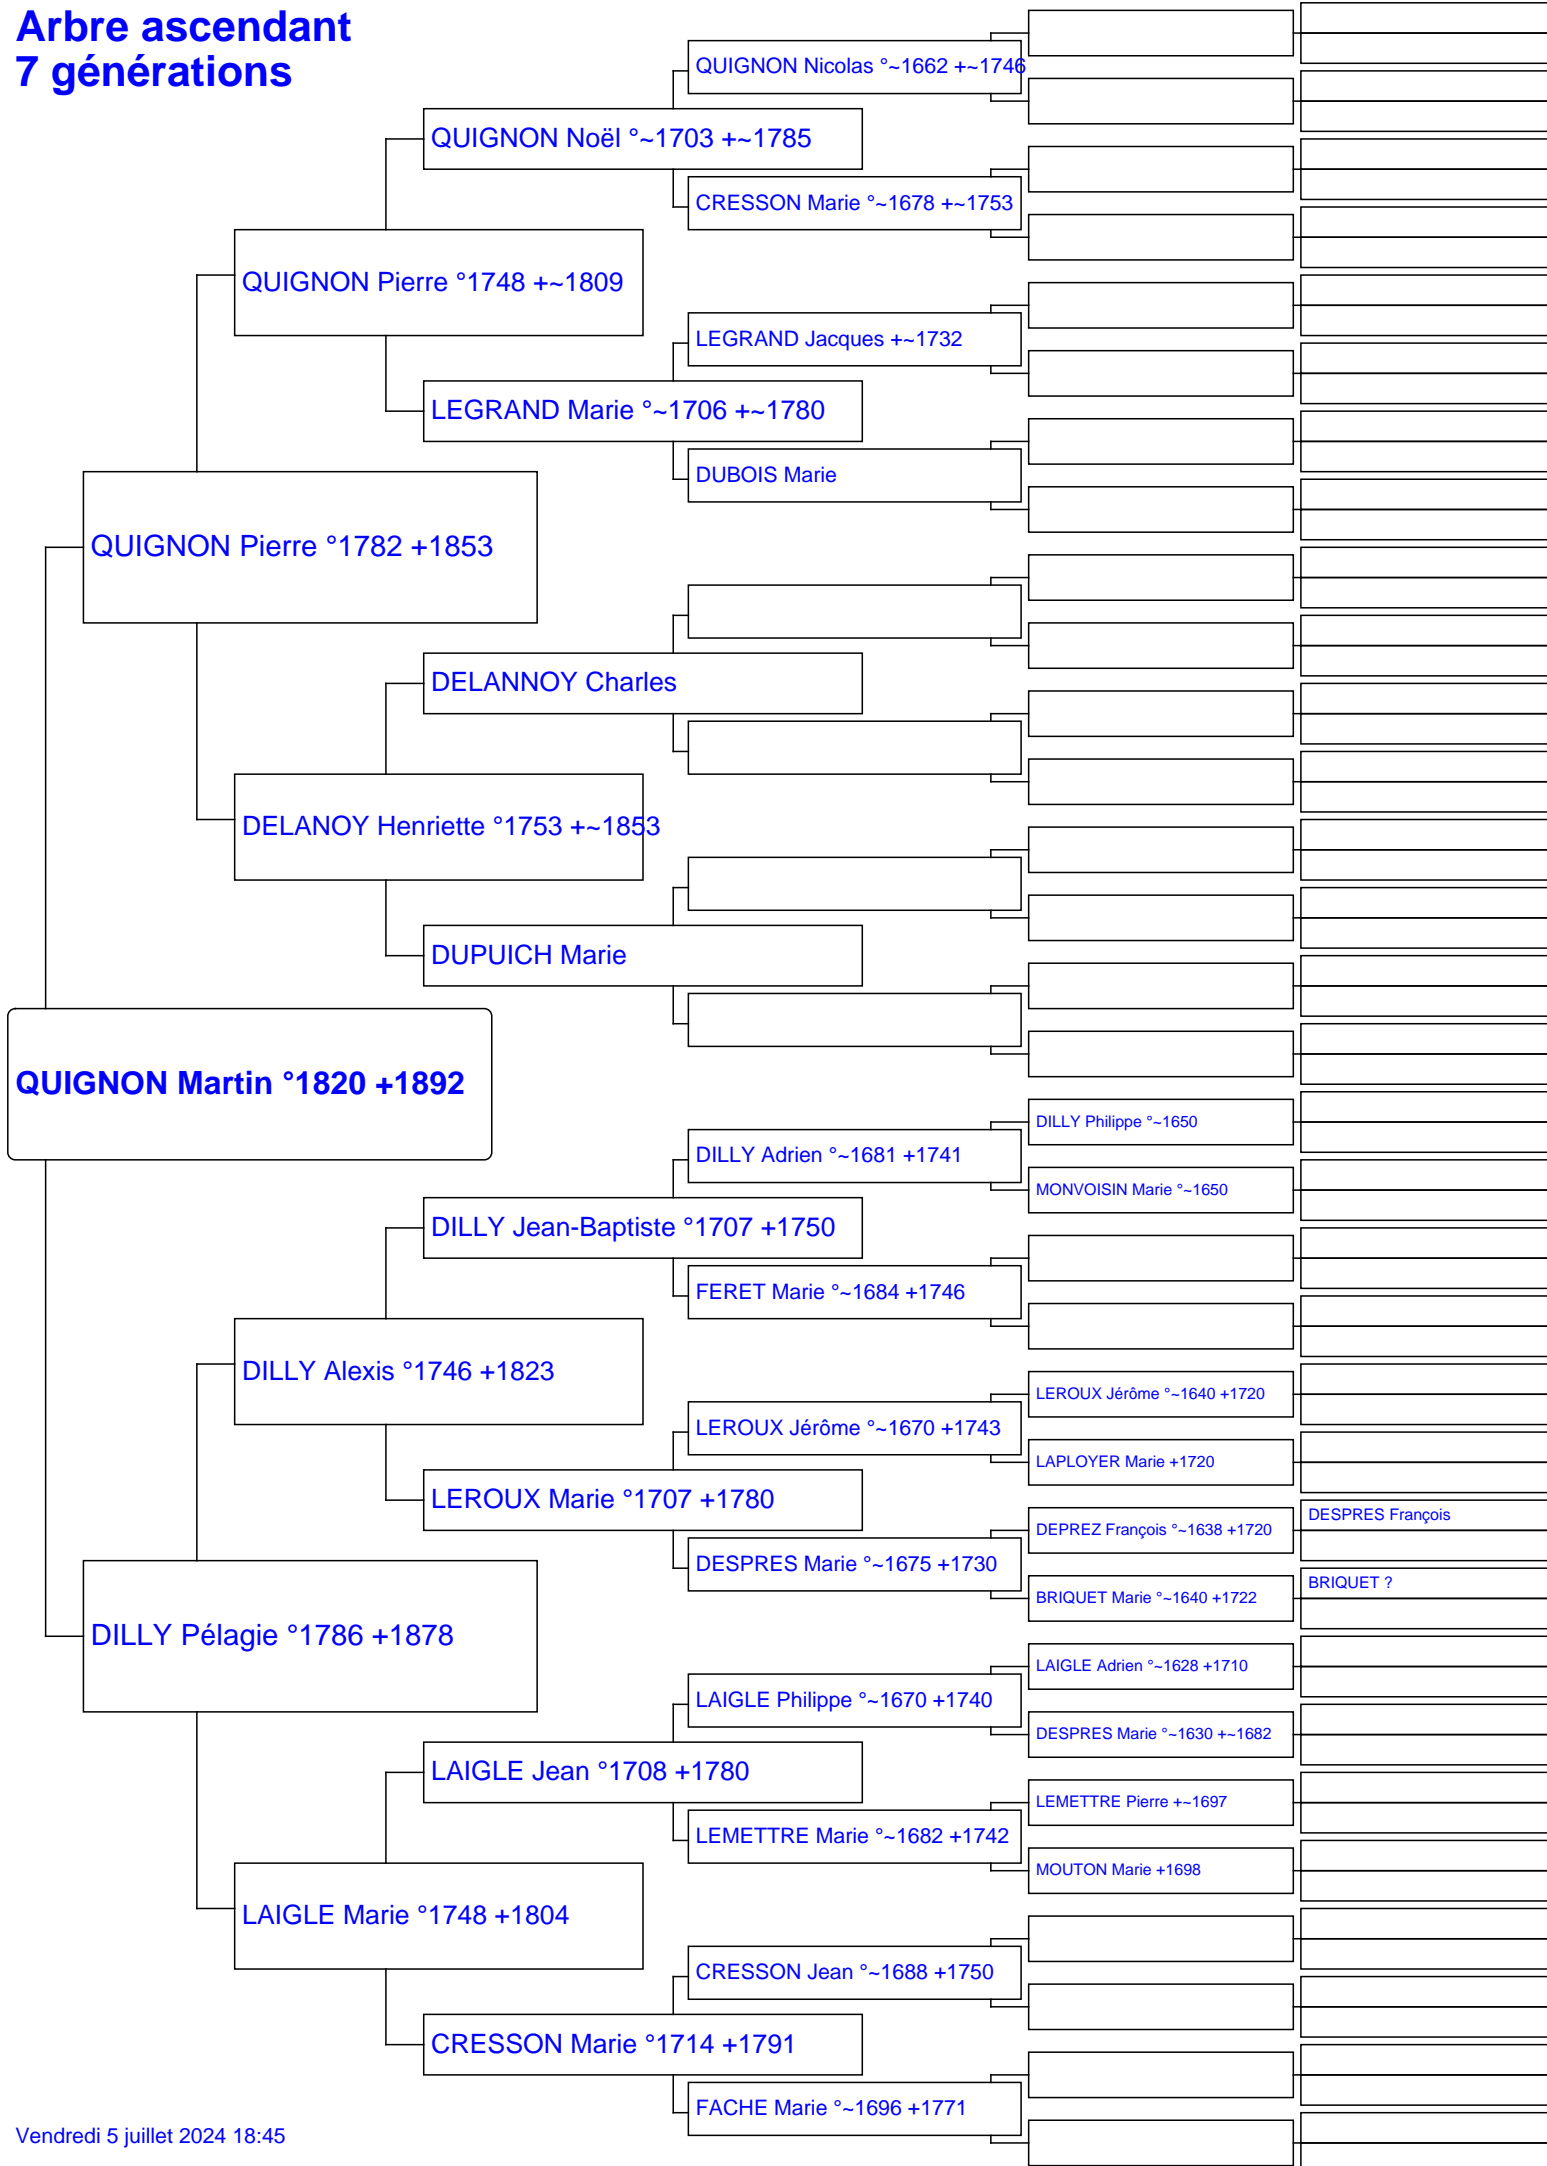 Arbre ascendant
7 générations
QUIGNON Nicolas °~1662 +~1746
QUIGNON Noël °~1703 +~1785
CRESSON Marie °~1678 +~1753
QUIGNON Pierre °1748 +~1809
LEGRAND Jacques +~1732
LEGRAND Marie °~1706 +~1780
DUBOIS Marie
QUIGNON Pierre °1782 +1853
DELANNOY Charles
DELANOY Henriette °1753 +~1853
DUPUICH Marie
QUIGNON Martin °1820 +1892
DILLY Philippe °~1650
DILLY Adrien °~1681 +1741
MONVOISIN Marie °~1650
DILLY Jean-Baptiste °1707 +1750
FERET Marie °~1684 +1746
DILLY Alexis °1746 +1823
LEROUX Jérôme °~1640 +1720
LEROUX Jérôme °~1670 +1743
LAPLOYER Marie +1720
LEROUX Marie °1707 +1780
DESPRES François
DEPREZ François °~1638 +1720
DESPRES Marie °~1675 +1730
BRIQUET ?
BRIQUET Marie °~1640 +1722
DILLY Pélagie °1786 +1878
LAIGLE Adrien °~1628 +1710
LAIGLE Philippe °~1670 +1740
DESPRES Marie °~1630 +~1682
LAIGLE Jean °1708 +1780
LEMETTRE Pierre +~1697
LEMETTRE Marie °~1682 +1742
MOUTON Marie +1698
LAIGLE Marie °1748 +1804
CRESSON Jean °~1688 +1750
CRESSON Marie °1714 +1791
FACHE Marie °~1696 +1771
Vendredi 5 juillet 2024 18:45